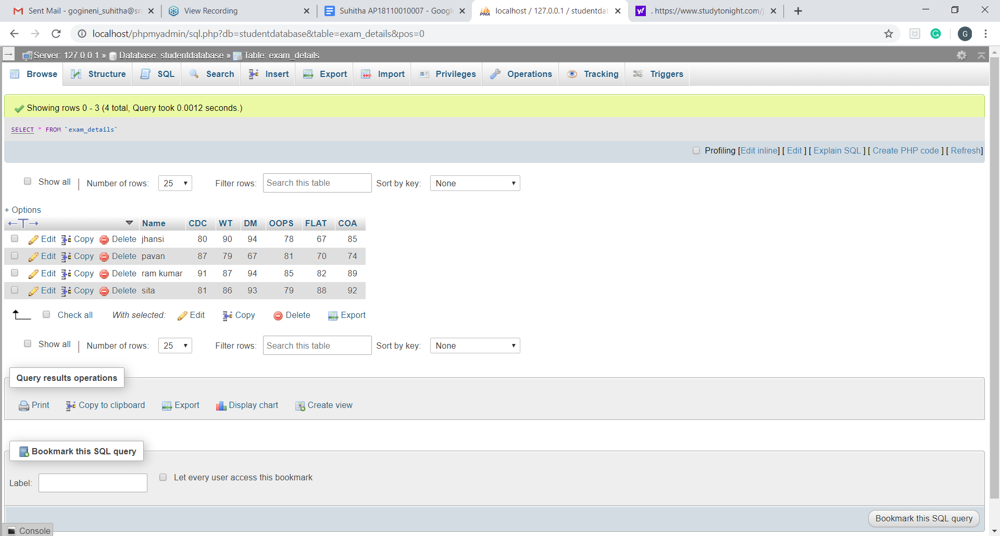 Sent Mail - gogineni_suhitha@sr
View Recording
Suhitha AP18110010007 - Google
localhost / 127.0.0.1 / studentdat
. https://www.studytonight.com/j
localhost/phpmyadmin/sql.php?db=studentdatabase&table=exam_details&pos=0
G
Server: 127.0.0.1 » Database: studentdatabase » Table: exam_details
Browse Structure SQL Search Insert Export Import Privileges Operations Tracking Triggers
Showing rows 0 - 3 (4 total, Query took 0.0012 seconds.)
SELECT * FROM `exam_details`
Profiling [Edit inline] [ Edit ] [ Explain SQL ] [ Create PHP code ] [ Refresh]
Show all | Number of rows: 25 Filter rows: Search this table Sort by key: None
+ Options
←T→ Name CDC WT DM OOPS FLAT COA
Edit Copy Delete jhansi 80 90 94 78 67 85
Edit Copy Delete pavan 87 79 67 81 70 74
Edit Copy Delete ram kumar 91 87 94 85 82 89
Edit Copy Delete sita 81 86 93 79 88 92
Check all With selected: Edit Copy Delete Export
Show all | Number of rows: 25 Filter rows: Search this table Sort by key: None
Query results operations
Print Copy to clipboard Export Display chart Create view
Bookmark this SQL query
Label: Let every user access this bookmark
Bookmark this SQL query
Console